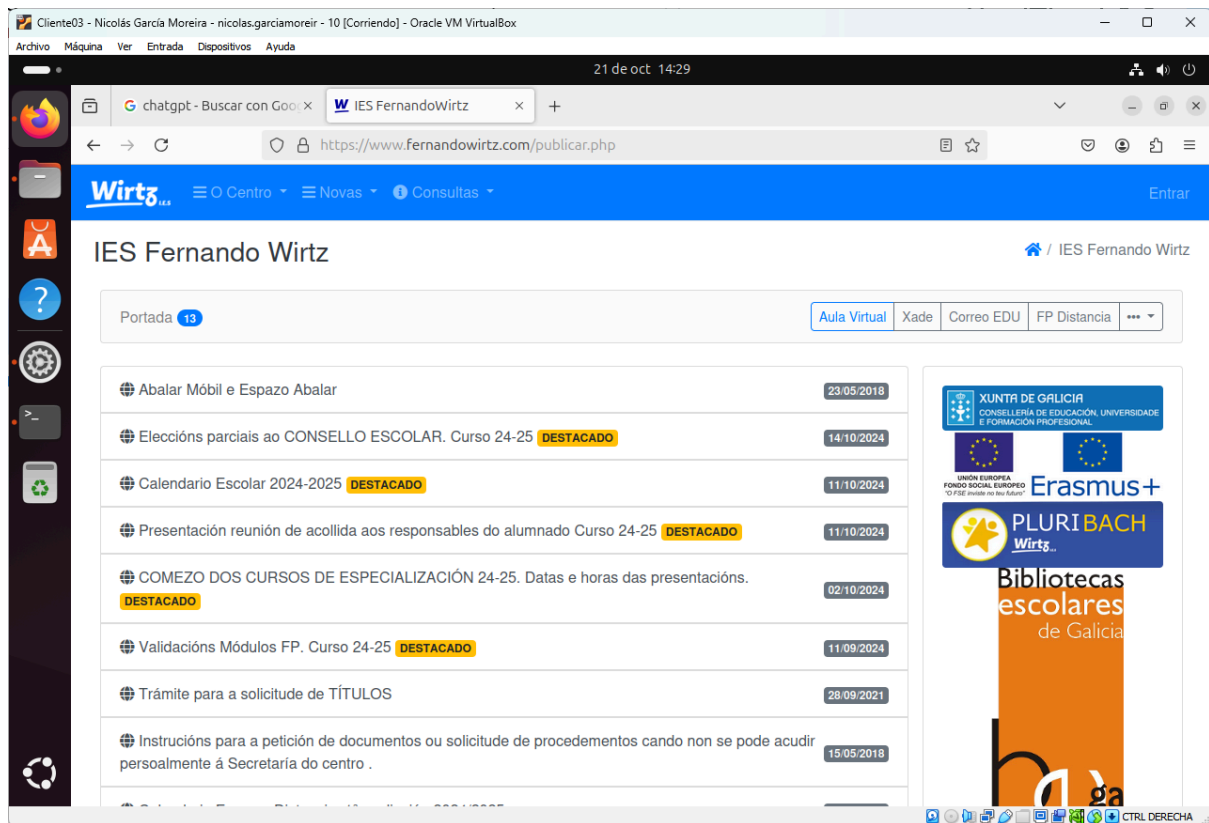 Cliente03 - Nicolás García Moreira - nicolas.garciamoreir - 10 [Corriendo] - Oracle VM VirtualBox
Archivo Máquina Ver Entrada Dispositivos Ayuda
21 de oct 14:29
chatgpt - Buscar con Goog
IES FernandoWirtz
https://www.fernandowirtz.com/publicar.php
Wirtz I.E.S
O Centro Novas Consultas Entrar
IES Fernando Wirtz
/ IES Fernando Wirtz
Portada 13
Aula Virtual Xade Correo EDU FP Distancia
Abalar Móbil e Espazo Abalar 23/05/2018
Eleccións parciais ao CONSELLO ESCOLAR. Curso 24-25 DESTACADO 14/10/2024
Calendario Escolar 2024-2025 DESTACADO 11/10/2024
Presentación reunión de acollida aos responsables do alumnado Curso 24-25 DESTACADO 11/10/2024
COMEZO DOS CURSOS DE ESPECIALIZACIÓN 24-25. Datas e horas das presentacións.
DESTACADO 02/10/2024
Validacións Módulos FP. Curso 24-25 DESTACADO 11/09/2024
Trámite para a solicitude de TÍTULOS 28/09/2021
Instrucións para a petición de documentos ou solicitude de procedementos cando non se pode acudir
persoalmente á Secretaría do centro . 15/05/2018
XUNTA DE GALICIA
CONSELLERÍA DE EDUCACIÓN, UNIVERSIDADE
E FORMACIÓN PROFESIONAL
UNIÓN EUROPEA
FONDO SOCIAL EUROPEO
"O FSE inviste no teu futuro"
Erasmus+
PLURIBACH
Wirtz
Bibliotecas
escolares
de Galicia
ga
CTRL DERECHA